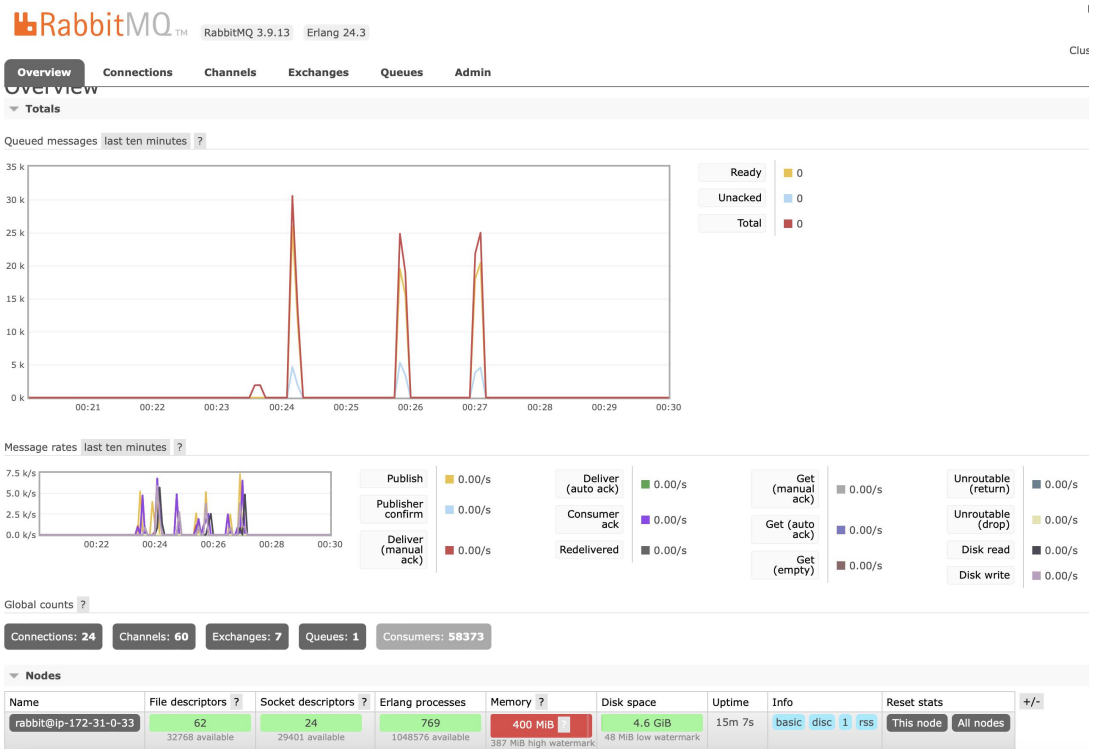 RabbitMQ TM RabbitMQ 3.9.13 Erlang 24.3
Clus
Overview Connections Channels Exchanges Queues Admin
Overview
Totals
Queued messages last ten minutes ?
35 k
30 k
25 k
20 k
15 k
10 k
5 k
0 k
00:21 00:22 00:23 00:24 00:25 00:26 00:27 00:28 00:29 00:30
Ready 0
Unacked 0
Total 0
Message rates last ten minutes ?
7.5 k/s
5.0 k/s
2.5 k/s
0.0 k/s
00:22 00:24 00:26 00:28 00:30
Publish 0.00/s
Publisher
confirm 0.00/s
Deliver
(manual
ack) 0.00/s
Deliver
(auto ack) 0.00/s
Consumer
ack 0.00/s
Redelivered 0.00/s
Get
(manual
ack) 0.00/s
Get (auto
ack) 0.00/s
Get
(empty) 0.00/s
Unroutable
(return) 0.00/s
Unroutable
(drop) 0.00/s
Disk read 0.00/s
Disk write 0.00/s
Global counts ?
Connections: 24 Channels: 60 Exchanges: 7 Queues: 1 Consumers: 58373
Nodes
Name File descriptors ? Socket descriptors ? Erlang processes Memory ? Disk space Uptime Info Reset stats +/-
rabbit@ip-172-31-0-33 62 24 769 400 MiB ? 4.6 GiB 15m 7s basic disc 1 rss This node All nodes
32768 available 29401 available 1048576 available 387 MiB high watermark 48 MiB low watermark